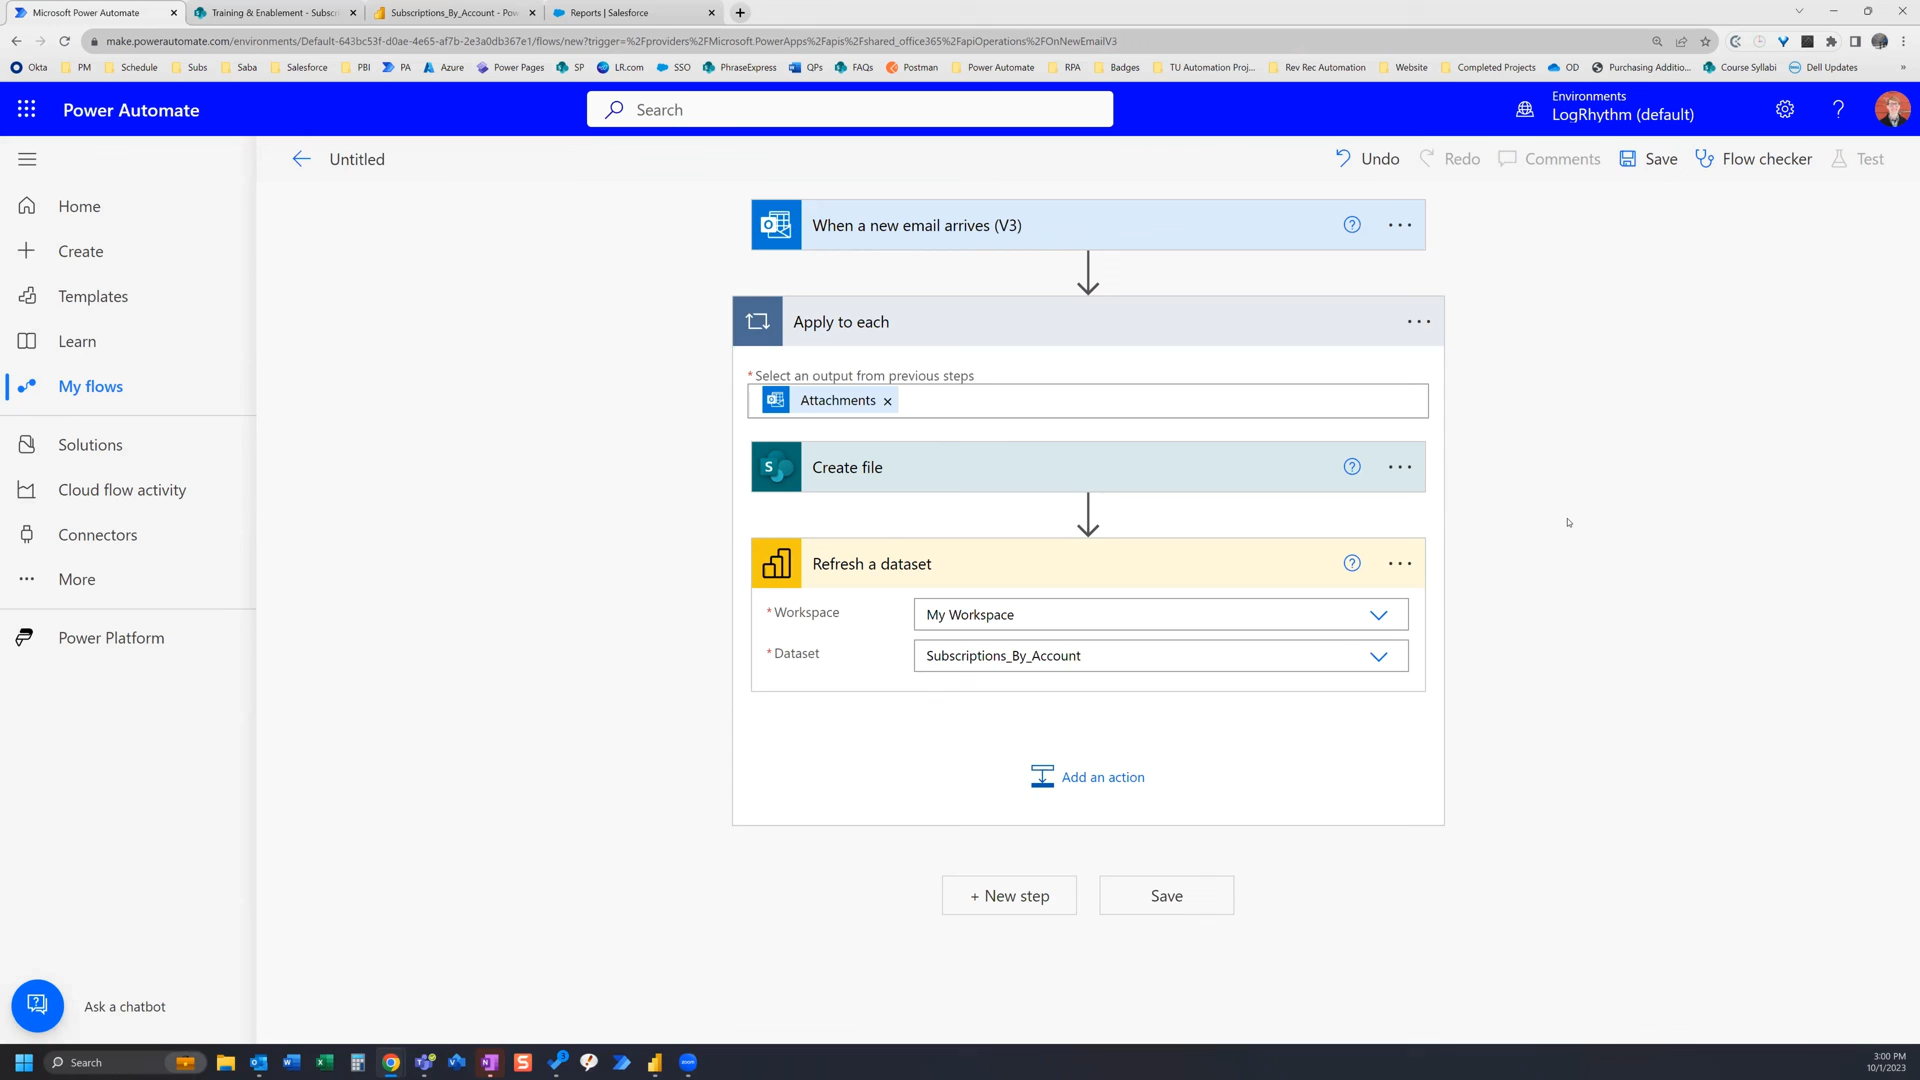 Microsoft Power Automate
Training & Enablement - Subscri
Subscriptions_By_Account - Pow
Reports | Salesforce
make.powerautomate.com/environments/Default-643bc53f-d0ae-4e65-af7b-2e3a0db367e1/flows/new?trigger=%2Fproviders%2FMicrosoft.PowerApps%2Fapis%2Fshared_office365%2FapiOperations%2FOnNewEmailV3
Okta PM Schedule Subs Saba Salesforce PBI PA Azure Power Pages SP LR.com SSO PhraseExpress QPs FAQs Postman Power Automate RPA Badges TU Automation Proj... Rev Rec Automation Website Completed Projects OD Purchasing Additio... Course Syllabi Dell Updates »
Power Automate
Search
Environments
LogRhythm (default)
Untitled
Undo Redo Comments Save Flow checker Test
Home
Create
Templates
Learn
My flows
Solutions
Cloud flow activity
Connectors
More
Power Platform
Ask a chatbot
When a new email arrives (V3)
Apply to each
* Select an output from previous steps
Attachments ×
Create file
Refresh a dataset
* Workspace
My Workspace
* Dataset
Subscriptions_By_Account
Add an action
+ New step
Save
Search
3:00 PM
10/1/2023